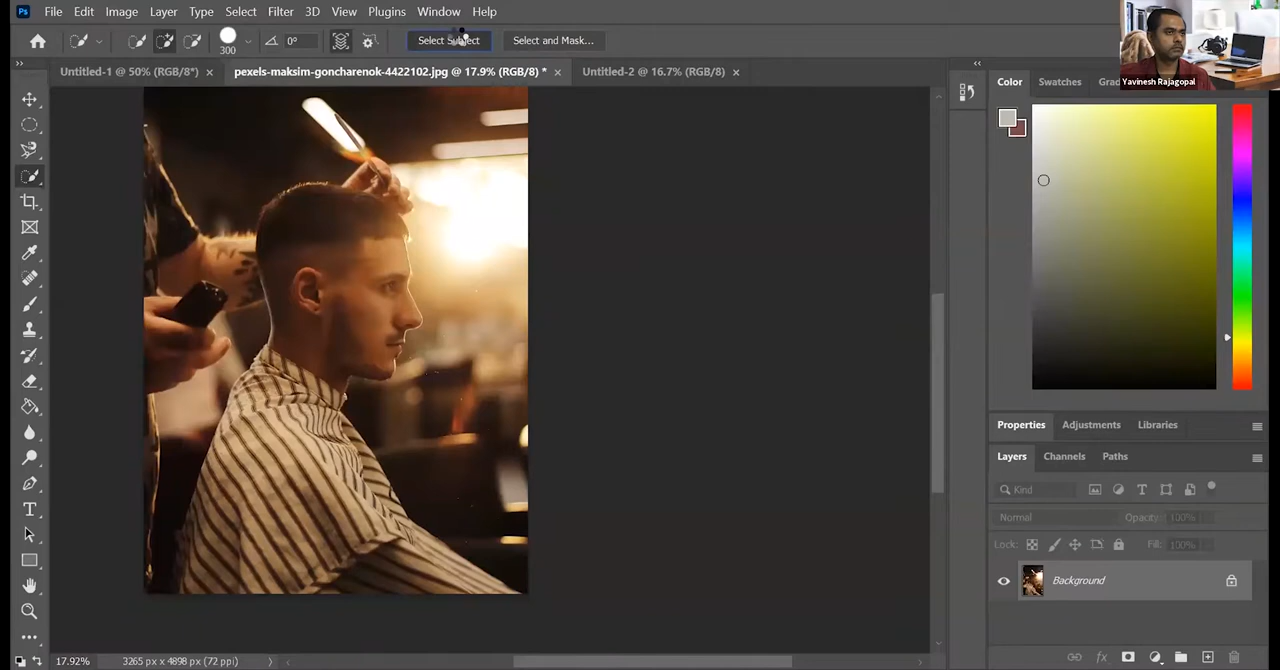 Ps File Edit Image Layer Type Select Filter 3D View Plugins Window Help
300 0° Select Subject Select and Mask...
Untitled-1 @ 50% (RGB/8*) × pexels-maksim-goncharenok-4422102.jpg @ 17.9% (RGB/8) * × Untitled-2 @ 16.7% (RGB/8) ×
Yavinesh Rajagopal
Color Swatches Grad
Properties Adjustments Libraries
Layers Channels Paths
Kind
Normal Opacity: 100%
Lock: Fill: 100%
Background
fx
17.92% 3265 px x 4898 px (72 ppi)